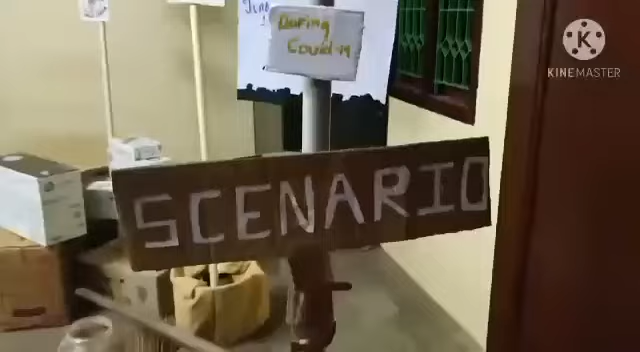 During
Covid-19
K
KINEMASTER
SCENARIO